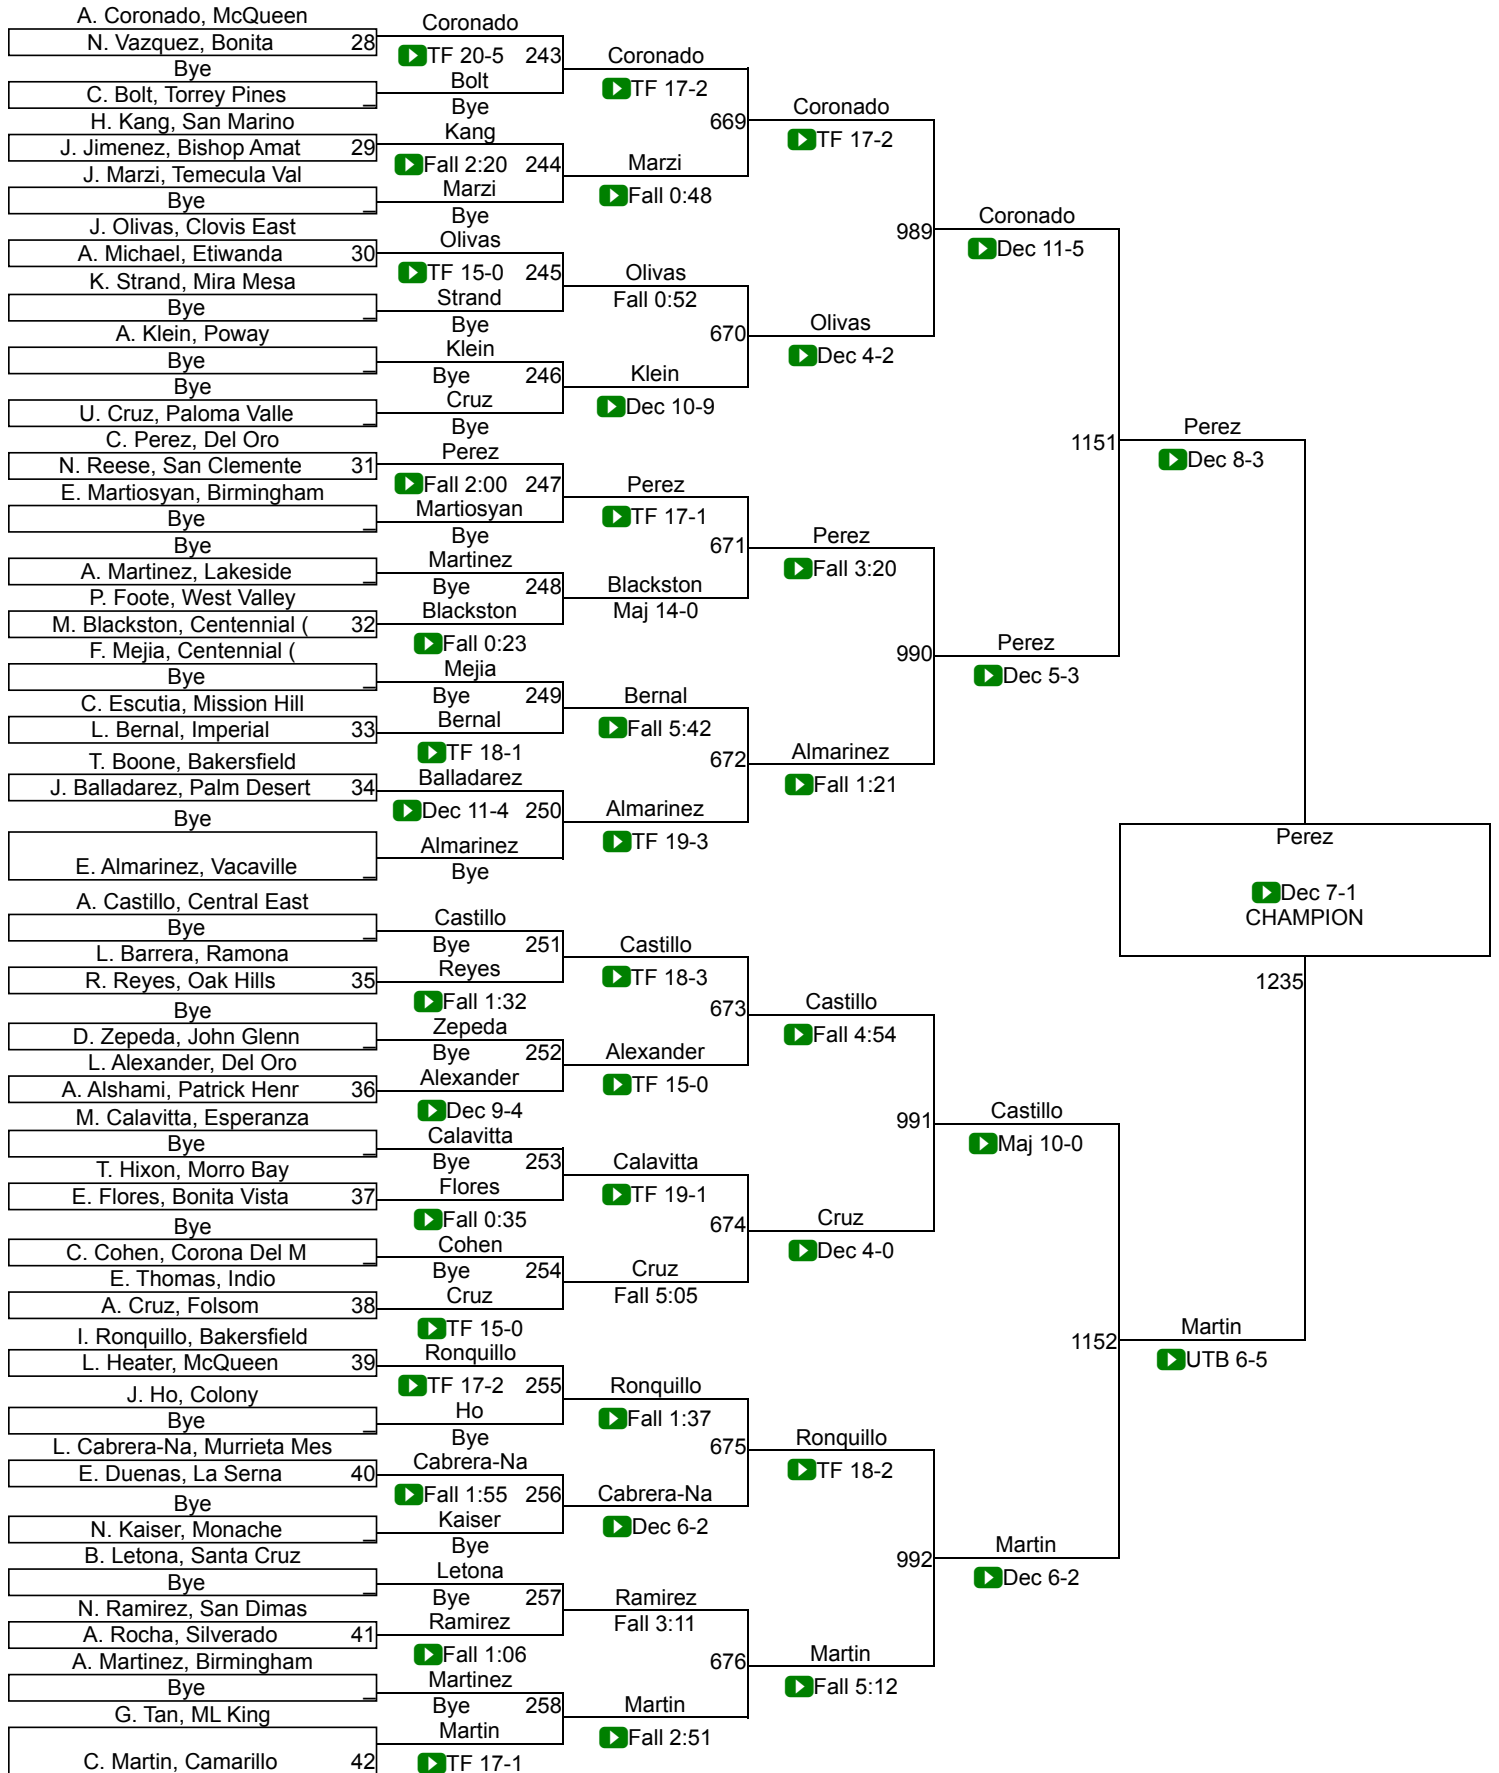 A. Coronado, McQueen
N. Vazquez, Bonita 28
Bye
C. Bolt, Torrey Pines _
H. Kang, San Marino
J. Jimenez, Bishop Amat 29
J. Marzi, Temecula Val
Bye _
J. Olivas, Clovis East
A. Michael, Etiwanda 30
K. Strand, Mira Mesa
Bye _
A. Klein, Poway
Bye _
Bye
U. Cruz, Paloma Valle _
C. Perez, Del Oro
N. Reese, San Clemente 31
E. Martiosyan, Birmingham
Bye _
Bye
A. Martinez, Lakeside _
P. Foote, West Valley
M. Blackston, Centennial ( 32
F. Mejia, Centennial (
Bye _
C. Escutia, Mission Hill
L. Bernal, Imperial 33
T. Boone, Bakersfield
J. Balladarez, Palm Desert 34
Bye
E. Almarinez, Vacaville _
A. Castillo, Central East
Bye _
L. Barrera, Ramona
R. Reyes, Oak Hills 35
Bye
D. Zepeda, John Glenn _
L. Alexander, Del Oro
A. Alshami, Patrick Henr 36
M. Calavitta, Esperanza
Bye _
T. Hixon, Morro Bay
E. Flores, Bonita Vista 37
Bye
C. Cohen, Corona Del M _
E. Thomas, Indio
A. Cruz, Folsom 38
I. Ronquillo, Bakersfield
L. Heater, McQueen 39
J. Ho, Colony
Bye _
L. Cabrera-Na, Murrieta Mes
E. Duenas, La Serna 40
Bye
N. Kaiser, Monache _
B. Letona, Santa Cruz
Bye _
N. Ramirez, San Dimas
A. Rocha, Silverado 41
A. Martinez, Birmingham
Bye _
G. Tan, ML King
C. Martin, Camarillo 42
Coronado
TF 20-5 243
Bolt
Bye
Kang
Fall 2:20 244
Marzi
Bye
Olivas
TF 15-0 245
Strand
Bye
Klein
Bye 246
Cruz
Bye
Perez
Fall 2:00 247
Martiosyan
Bye
Martinez
Bye 248
Blackston
Fall 0:23
Mejia
Bye 249
Bernal
TF 18-1
Balladarez
Dec 11-4 250
Almarinez
Bye
Castillo
Bye 251
Reyes
Fall 1:32
Zepeda
Bye 252
Alexander
Dec 9-4
Calavitta
Bye 253
Flores
Fall 0:35
Cohen
Bye 254
Cruz
TF 15-0
Ronquillo
TF 17-2 255
Ho
Bye
Cabrera-Na
Fall 1:55 256
Kaiser
Bye
Letona
Bye 257
Ramirez
Fall 1:06
Martinez
Bye 258
Martin
TF 17-1
Coronado
TF 17-2
669
Marzi
Fall 0:48
Olivas
Fall 0:52
670
Klein
Dec 10-9
Perez
TF 17-1
671
Blackston
Maj 14-0
Bernal
Fall 5:42
672
Almarinez
TF 19-3
Castillo
TF 18-3
673
Alexander
TF 15-0
Calavitta
TF 19-1
674
Cruz
Fall 5:05
Ronquillo
Fall 1:37
675
Cabrera-Na
Dec 6-2
Ramirez
Fall 3:11
676
Martin
Fall 2:51
Coronado
TF 17-2
989
Olivas
Dec 4-2
Perez
Fall 3:20
990
Almarinez
Fall 1:21
Castillo
Fall 4:54
991
Cruz
Dec 4-0
Ronquillo
TF 18-2
992
Martin
Fall 5:12
Coronado
Dec 11-5
1151
Perez
Dec 5-3
Castillo
Maj 10-0
1152
Martin
Dec 6-2
Perez
Dec 8-3
Perez
Dec 7-1
CHAMPION
1235
Martin
UTB 6-5